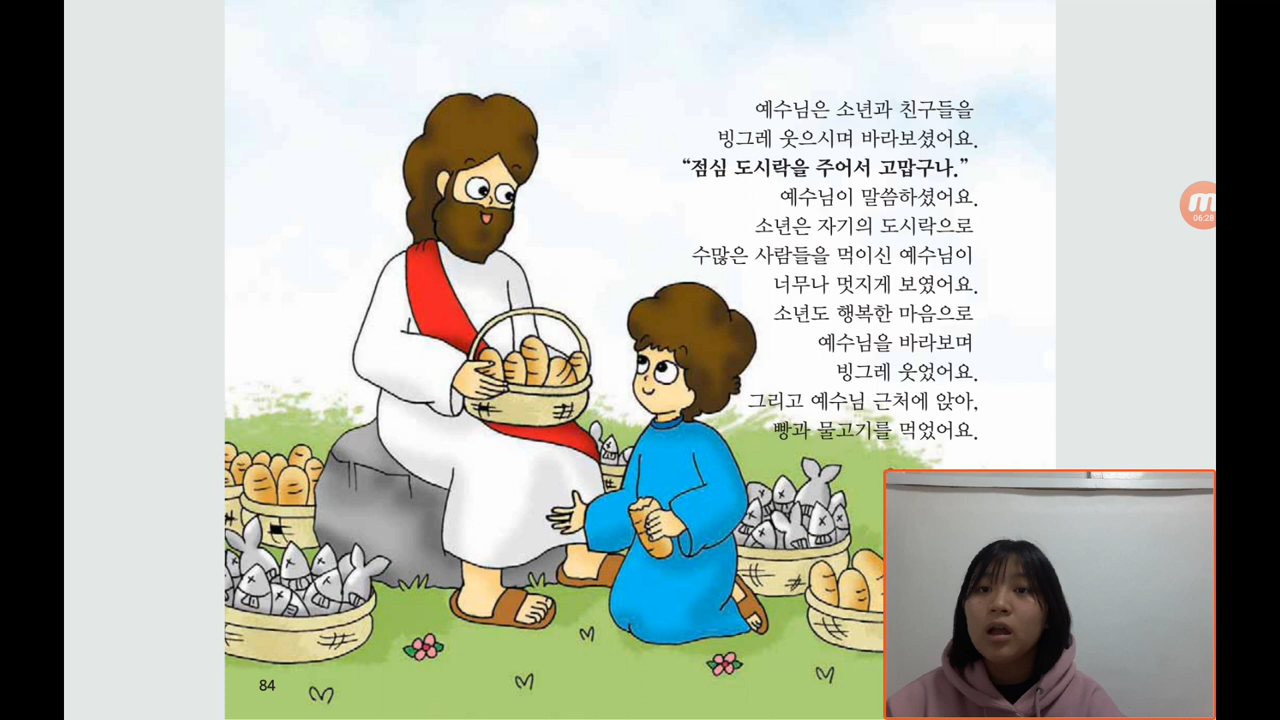 예수님은 소년과 친구들을
빙그레 웃으시며 바라보셨어요.
“점심 도시락을 주어서 고맙구나.”
예수님이 말씀하셨어요.
소년은 자기의 도시락으로
수많은 사람들을 먹이신 예수님이
너무나 멋지게 보였어요.
소년도 행복한 마음으로
예수님을 바라보며
빙그레 웃었어요.
그리고 예수님 근처에 앉아,
빵과 물고기를 먹었어요.
84
M
06:28